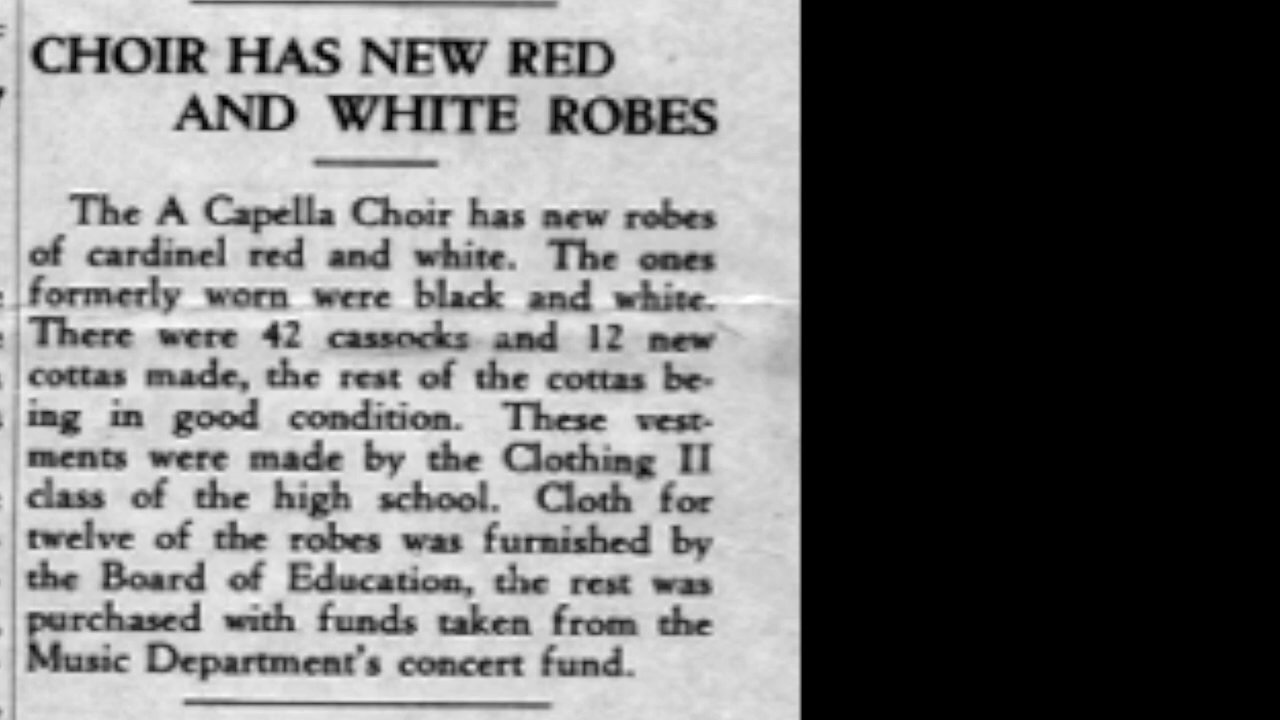 CHOIR HAS NEW RED
AND WHITE ROBES
The A Capella Choir has new robes
of cardinel red and white. The ones
formerly worn were black and white.
There were 42 cassocks and 12 new
cottas made, the rest of the cottas be-
ing in good condition. These vest-
ments were made by the Clothing II
class of the high school. Cloth for
twelve of the robes was furnished by
the Board of Education, the rest was
purchased with funds taken from the
Music Department's concert fund.